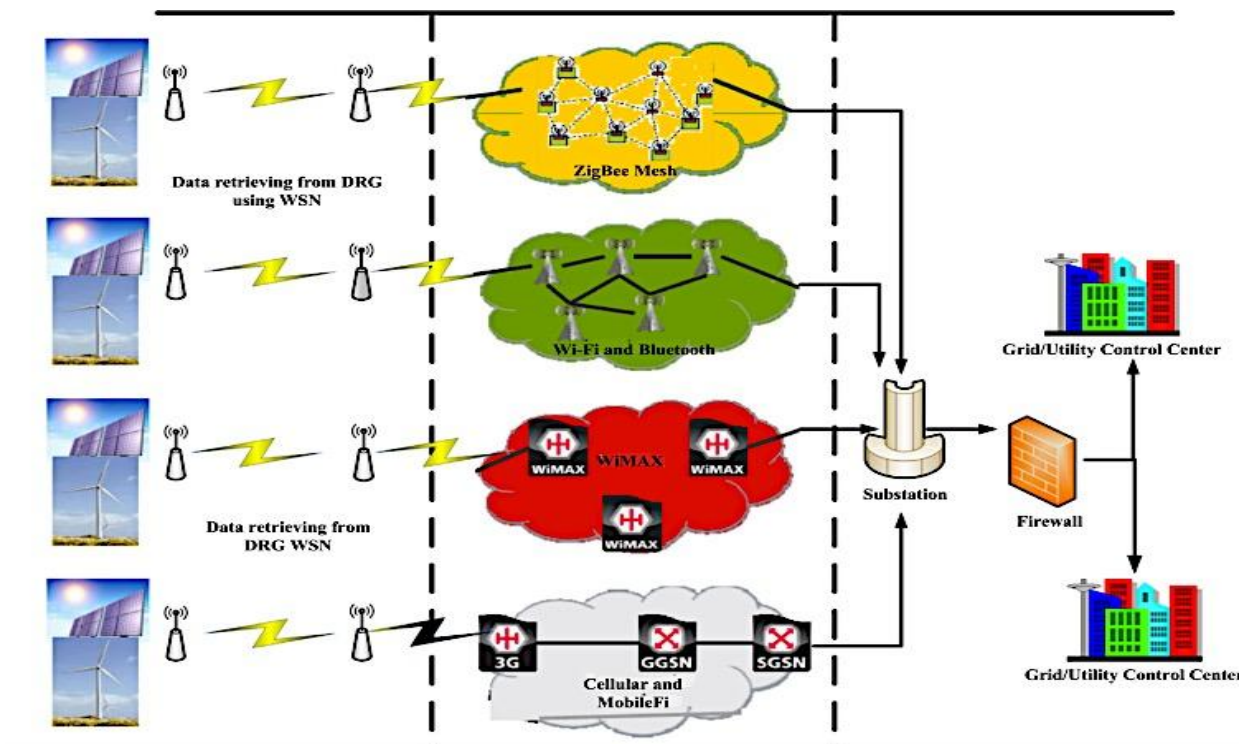 ZigBee Mesh
Data retrieving from DRG
using WSN
Wi-Fi and Bluetooth
Grid/Utility Control Center
WiMAX
WiMAX
WiMAX
WiMAX
Substation
Firewall
Data retrieving from
DRG WSN
3G
GGSN
SGSN
Cellular and
MobileFi
Grid/Utility Control Center